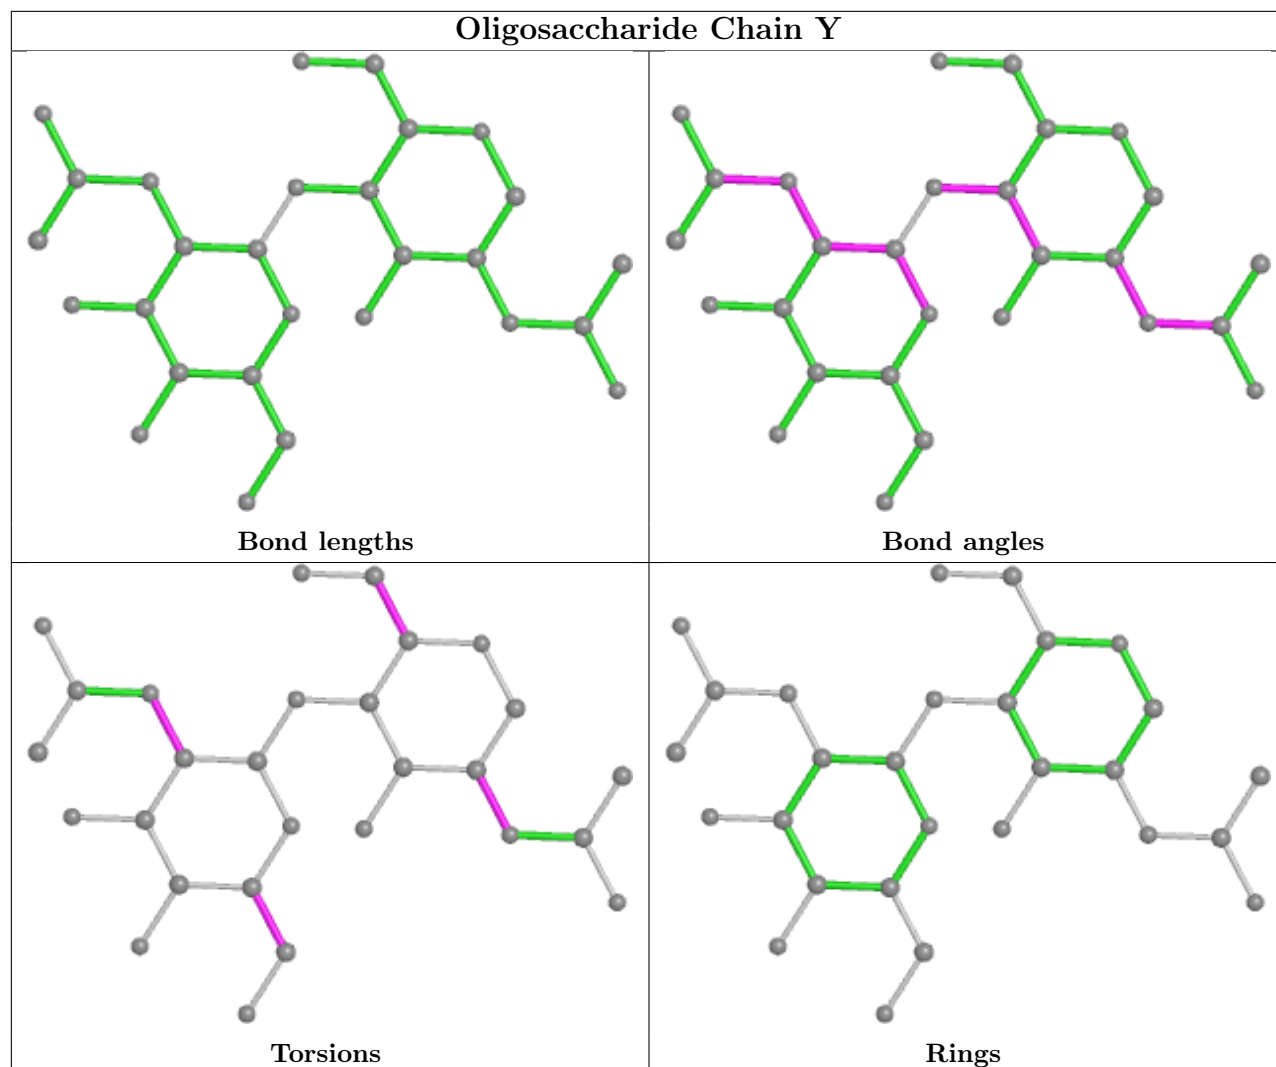 Oligosaccharide Chain Y
Bond lengths
Bond angles
Torsions
Rings